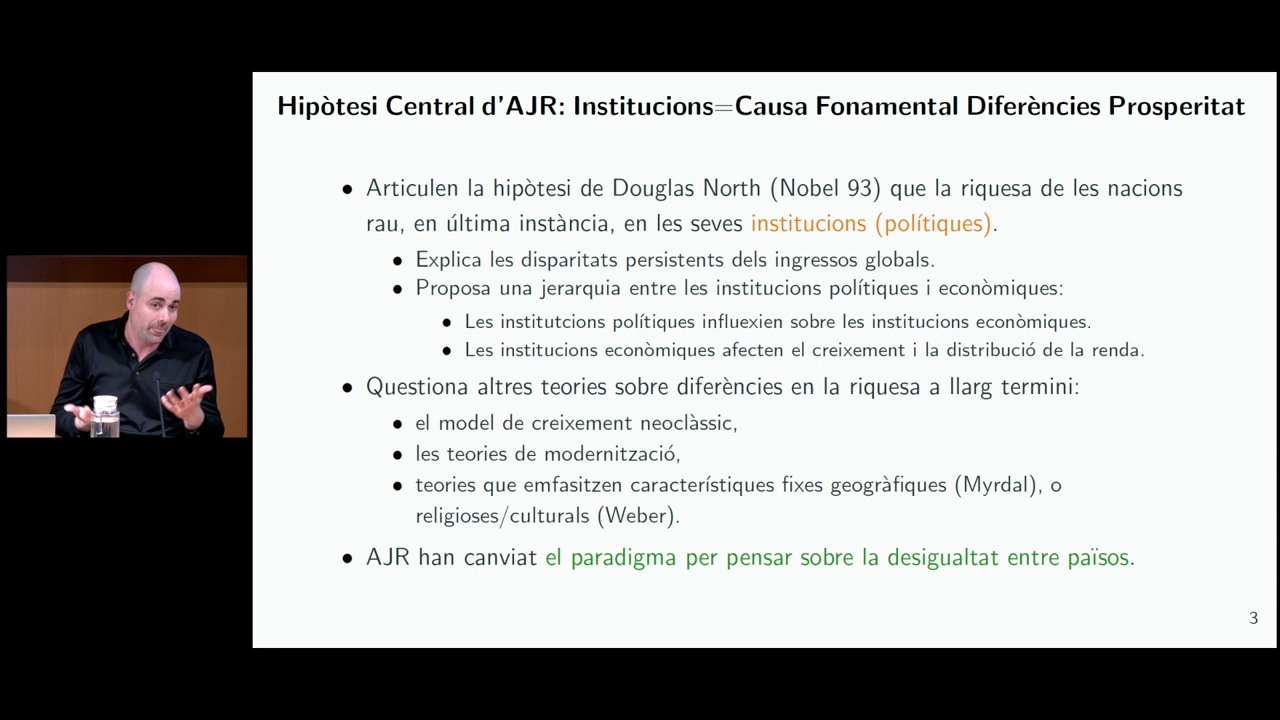 Hipòtesi Central d'AJR: Institucions=Causa Fonamental Diferències Prosperitat
• Articulen la hipòtesi de Douglas North (Nobel 93) que la riquesa de les nacions
rau, en última instància, en les seves institucions (polítiques).
• Explica les disparitats persistents dels ingressos globals.
• Proposa una jerarquia entre les institucions polítiques i econòmiques:
• Les institutcions polítiques influexien sobre les institucions econòmiques.
• Les institucions econòmiques afecten el creixement i la distribució de la renda.
• Questiona altres teories sobre diferències en la riquesa a llarg termini:
• el model de creixement neoclàssic,
• les teories de modernització,
• teories que emfasitzen característiques fixes geogràfiques (Myrdal), o
religioses/culturals (Weber).
• AJR han canviat el paradigma per pensar sobre la desigualtat entre països.
3